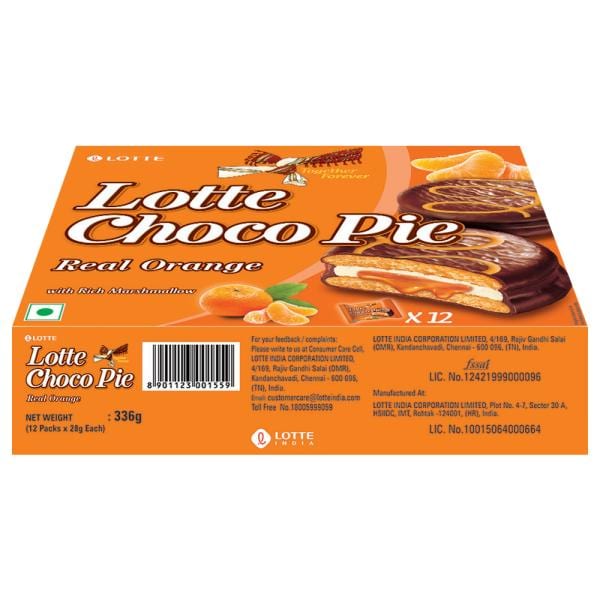 LOTTE
Together
Forever
Lotte
Choco Pie
Real Orange
with Rich Marshmallow
X 12
LOTTE
Lotte
Choco Pie
Real Orange
NET WEIGHT : 336g
(12 Packs x 28g Each)
8 901123 001559
For your feedback / complaints:
Please write to us at Consumer Care Cell,
LOTTE INDIA CORPORATION LIMITED,
4/169, Rajiv Gandhi Salai (OMR),
Kandanchavadi, Chennai - 600 096,
(TN), India.
Email: customercare@lotteindia.com
Toll Free No.18005999059
LOTTE
INDIA
LOTTE INDIA CORPORATION LIMITED, 4/169, Rajiv Gandhi Salai
(OMR), Kandanchavadi, Chennai - 600 096, (TN), India.
fssai
LIC. No.12421999000096
Manufactured At:
LOTTE INDIA CORPORATION LIMITED, Plot No. 4-7, Sector 30 A,
HSIIDC, IMT, Rohtak -124001, (HR), India.
LIC. No.10015064000664